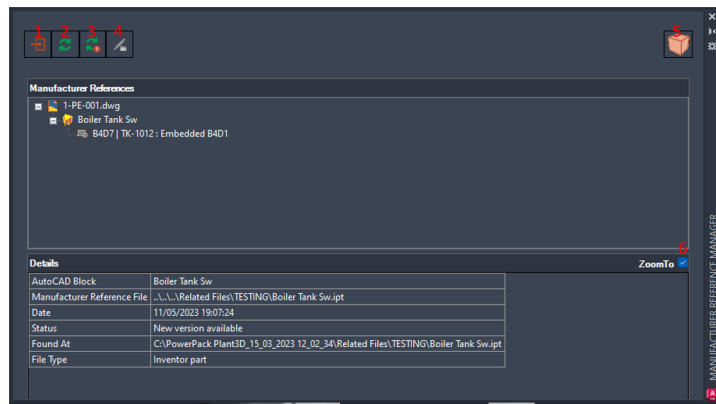 1 2 3 4 5
Manufacturer References
1-PE-001.dwg
Boiler Tank Sw
B4D7 | TK-1012 : Embedded B4D1
6
Details ZoomTo
AutoCAD Block Boiler Tank Sw
Manufacturer Reference File ..\..\..\Related Files\TESTING\Boiler Tank Sw.ipt
Date 11/05/2023 19:07:24
Status New version available
Found At C:\PowerPack Plant3D_15_03_2023 12_02_34\Related Files\TESTING\Boiler Tank Sw.ipt
File Type Inventor part
MANUFACTURER REFERENCE MANAGER
A